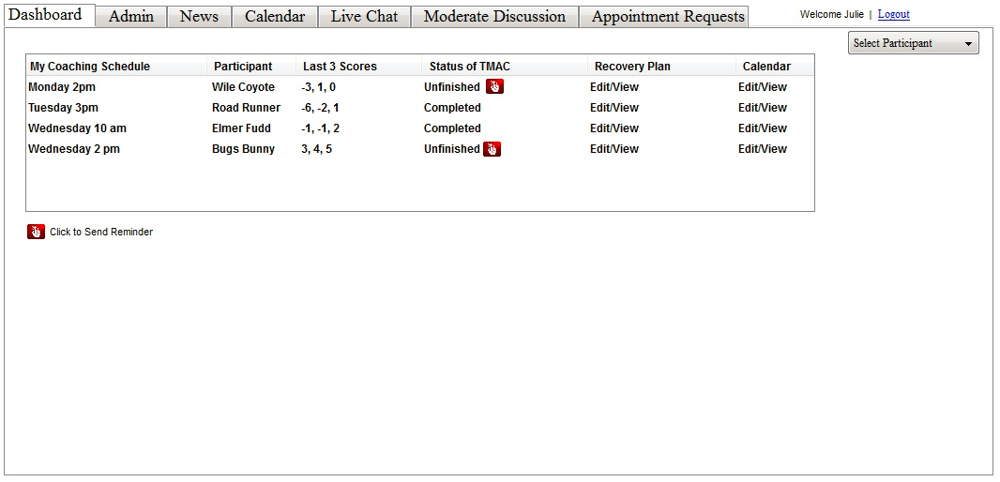 Dashboard Admin News Calendar Live Chat Moderate Discussion Appointment Requests Welcome Julie | Logout
Select Participant
My Coaching Schedule Participant Last 3 Scores Status of TMAC Recovery Plan Calendar
Monday 2pm Wile Coyote -3, 1, 0 Unfinished Edit/View Edit/View
Tuesday 3pm Road Runner -6, -2, 1 Completed Edit/View Edit/View
Wednesday 10 am Elmer Fudd -1, -1, 2 Completed Edit/View Edit/View
Wednesday 2 pm Bugs Bunny 3, 4, 5 Unfinished Edit/View Edit/View
Click to Send Reminder